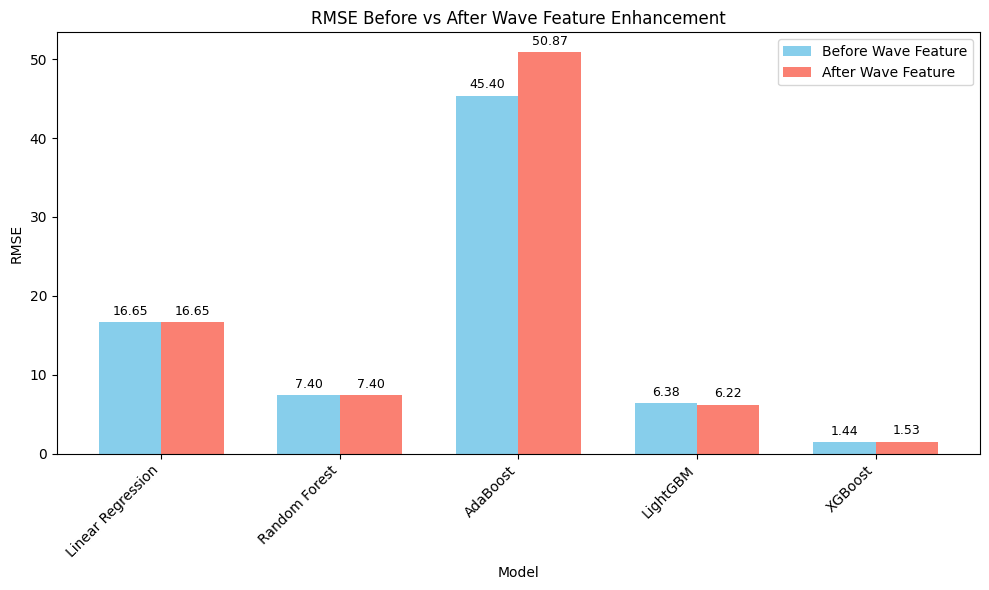 RMSE Before vs After Wave Feature Enhancement
Before Wave Feature
After Wave Feature
RMSE
50
40
30
20
10
0
16.65
16.65
7.40
7.40
45.40
50.87
6.38
6.22
1.44
1.53
Linear Regression
Random Forest
AdaBoost
LightGBM
XGBoost
Model